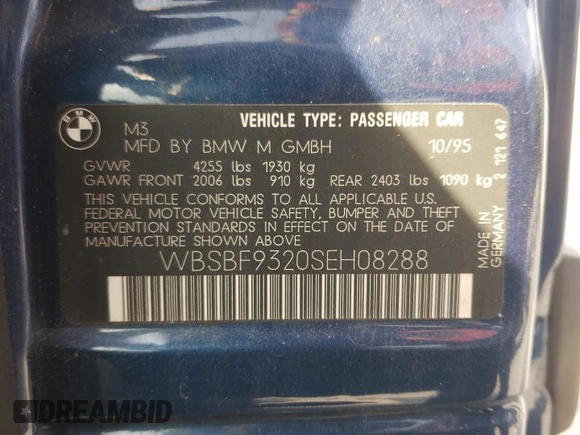 BMW
VEHICLE TYPE: PASSENGER CAR
M3
MFD BY BMW M GMBH 10/95
GVWR 4255 lbs 1930 kg
GAWR FRONT 2006 lbs 910 kg REAR 2403 lbs 1090 kg
THIS VEHICLE CONFORMS TO ALL APPLICABLE U.S.
FEDERAL MOTOR VEHICLE SAFETY, BUMPER AND THEFT
PREVENTION STANDARDS IN EFFECT ON THE DATE OF
MANUFACTURE SHOWN ABOVE.
WBSBF9320SEH08288
GERMANY 2 121 647
DREAMBID